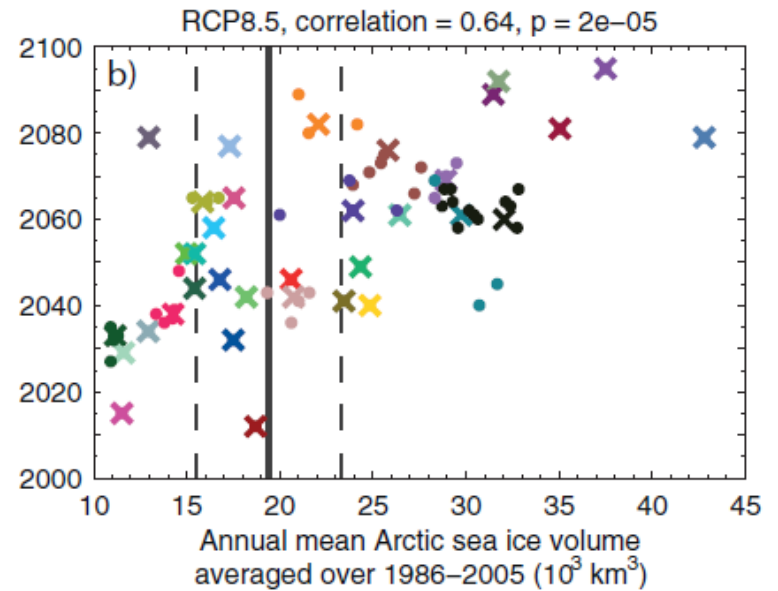 RCP8.5, correlation = 0.64, p = 2e−05
b)
2100
2080
2060
2040
2020
2000
10 15 20 25 30 35 40 45
Annual mean Arctic sea ice volume
averaged over 1986−2005 (10³ km³)